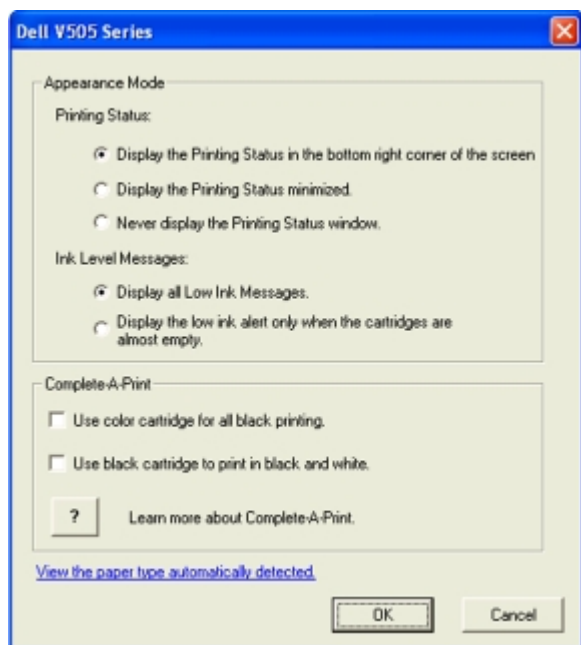 Dell V505 Series
Appearance Mode
Printing Status:
Display the Printing Status in the bottom right corner of the screen
Display the Printing Status minimized.
Never display the Printing Status window.
Ink Level Messages:
Display all Low Ink Messages.
Display the low ink alert only when the cartridges are
almost empty.
Complete-A-Print
Use color cartridge for all black printing.
Use black cartridge to print in black and white.
?
Learn more about Complete-A-Print.
View the paper type automatically detected.
OK
Cancel